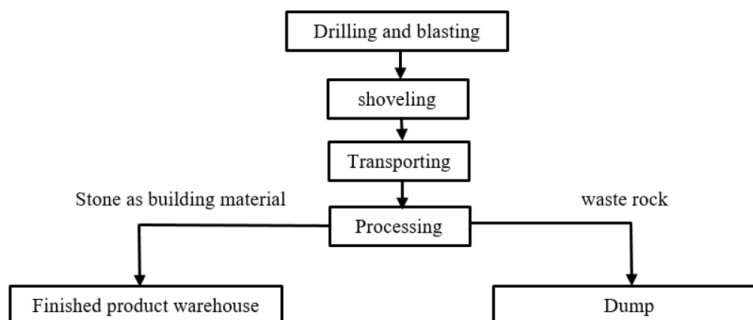 Drilling and blasting
shoveling
Transporting
Stone as building material
waste rock
Processing
Finished product warehouse
Dump